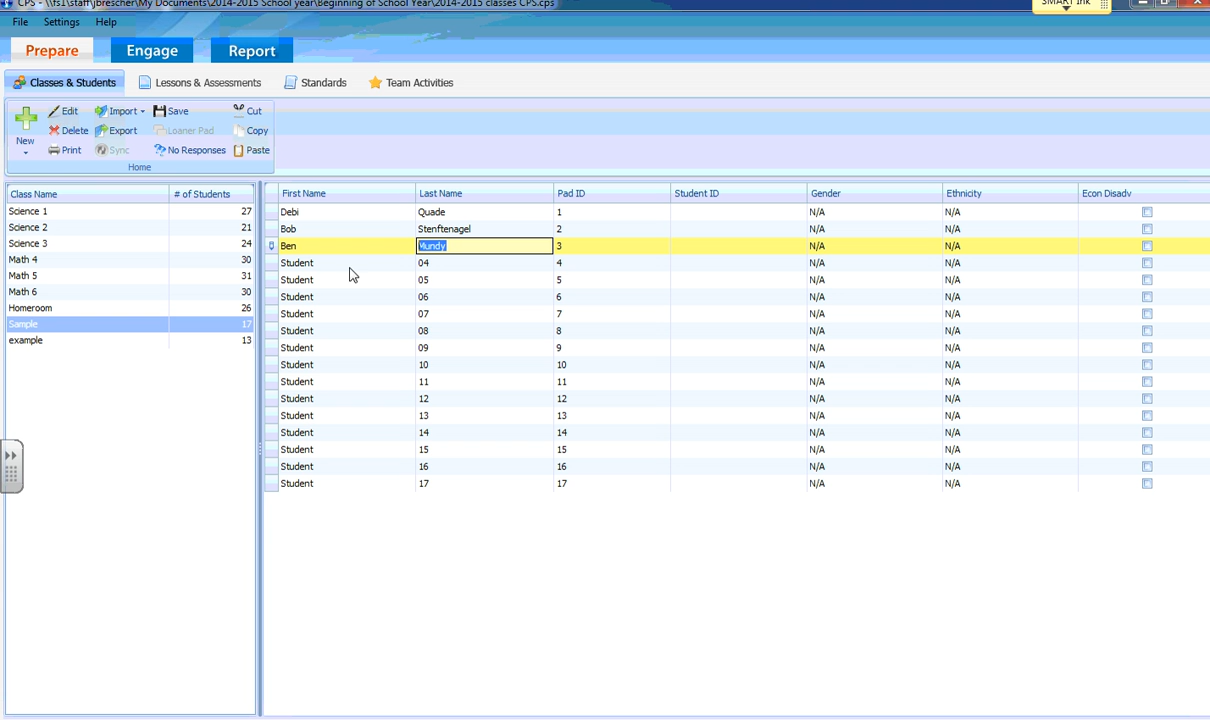 CPS - \\fs1\staff\jbrescher\My Documents\2014-2015 School year\Beginning of School Year\2014-2015 classes CPS.cps
SMART Ink
File Settings Help
Prepare Engage Report
Classes & Students Lessons & Assessments Standards Team Activities
New
Edit Import Save Cut
Delete Export Loaner Pad Copy
Print Sync No Responses Paste
Home
Class Name # of Students
Science 1 27
Science 2 21
Science 3 24
Math 4 30
Math 5 31
Math 6 30
Homeroom 26
Sample 17
example 13
First Name Last Name Pad ID Student ID Gender Ethnicity Econ Disadv
Debi Quade 1 N/A N/A
Bob Stenftenagel 2 N/A N/A
Ben Mundy 3 N/A N/A
Student 04 4 N/A N/A
Student 05 5 N/A N/A
Student 06 6 N/A N/A
Student 07 7 N/A N/A
Student 08 8 N/A N/A
Student 09 9 N/A N/A
Student 10 10 N/A N/A
Student 11 11 N/A N/A
Student 12 12 N/A N/A
Student 13 13 N/A N/A
Student 14 14 N/A N/A
Student 15 15 N/A N/A
Student 16 16 N/A N/A
Student 17 17 N/A N/A